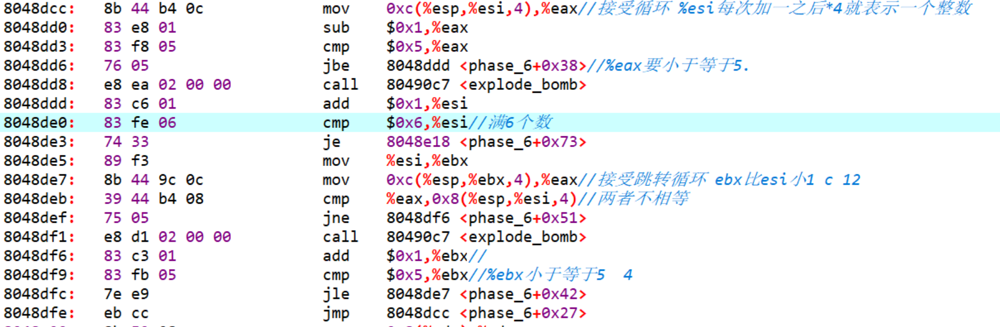 8048dcc: 8b 44 b4 0c mov 0xc(%esp,%esi,4),%eax//接受循环 %esi每次加一之后*4就表示一个整数
8048dd0: 83 e8 01 sub $0x1,%eax
8048dd3: 83 f8 05 cmp $0x5,%eax
8048dd6: 76 05 jbe 8048ddd <phase_6+0x38>//%eax要小于等于5.
8048dd8: e8 ea 02 00 00 call 80490c7 <explode_bomb>
8048ddd: 83 c6 01 add $0x1,%esi
8048de0: 83 fe 06 cmp $0x6,%esi//满6个数
8048de3: 74 33 je 8048e18 <phase_6+0x73>
8048de5: 89 f3 mov %esi,%ebx
8048de7: 8b 44 9c 0c mov 0xc(%esp,%ebx,4),%eax//接受跳转循环 ebx比esi小1 c 12
8048deb: 39 44 b4 08 cmp %eax,0x8(%esp,%esi,4)//两者不相等
8048def: 75 05 jne 8048df6 <phase_6+0x51>
8048df1: e8 d1 02 00 00 call 80490c7 <explode_bomb>
8048df6: 83 c3 01 add $0x1,%ebx//
8048df9: 83 fb 05 cmp $0x5,%ebx//%ebx小于等于5 4
8048dfc: 7e e9 jle 8048de7 <phase_6+0x42>
8048dfe: eb cc jmp 8048dcc <phase_6+0x27>